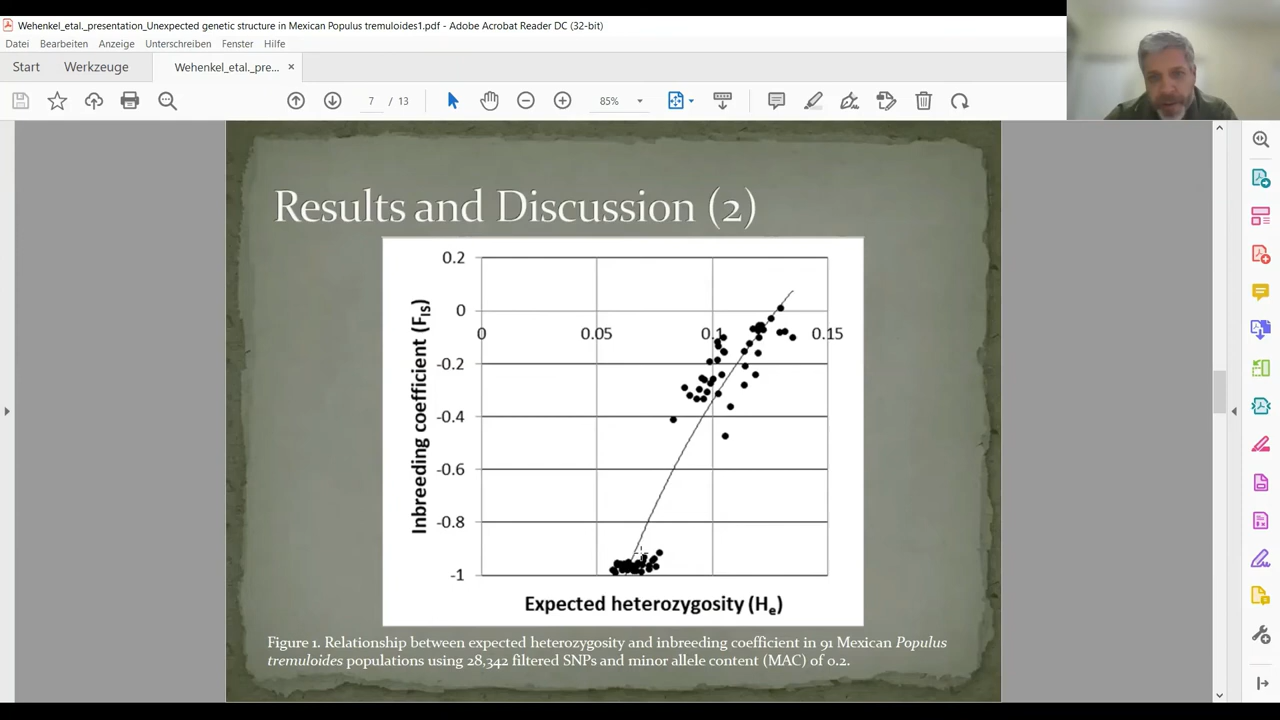 Wehenkel_etal._presentation_Unexpected genetic structure in Mexican Populus tremuloides1.pdf - Adobe Acrobat Reader DC (32-bit)
Datei Bearbeiten Anzeige Unterschreiben Fenster Hilfe
Start Werkzeuge Wehenkel_etal._pre... ×
7 / 13 85%
Results and Discussion (2)
0.2
0
0 0.05 0.1 0.15
-0.2
-0.4
-0.6
-0.8
-1
Inbreeding coefficient (FIS)
Expected heterozygosity (He)
Figure 1. Relationship between expected heterozygosity and inbreeding coefficient in 91 Mexican Populus
tremuloides populations using 28,342 filtered SNPs and minor allele content (MAC) of 0.2.